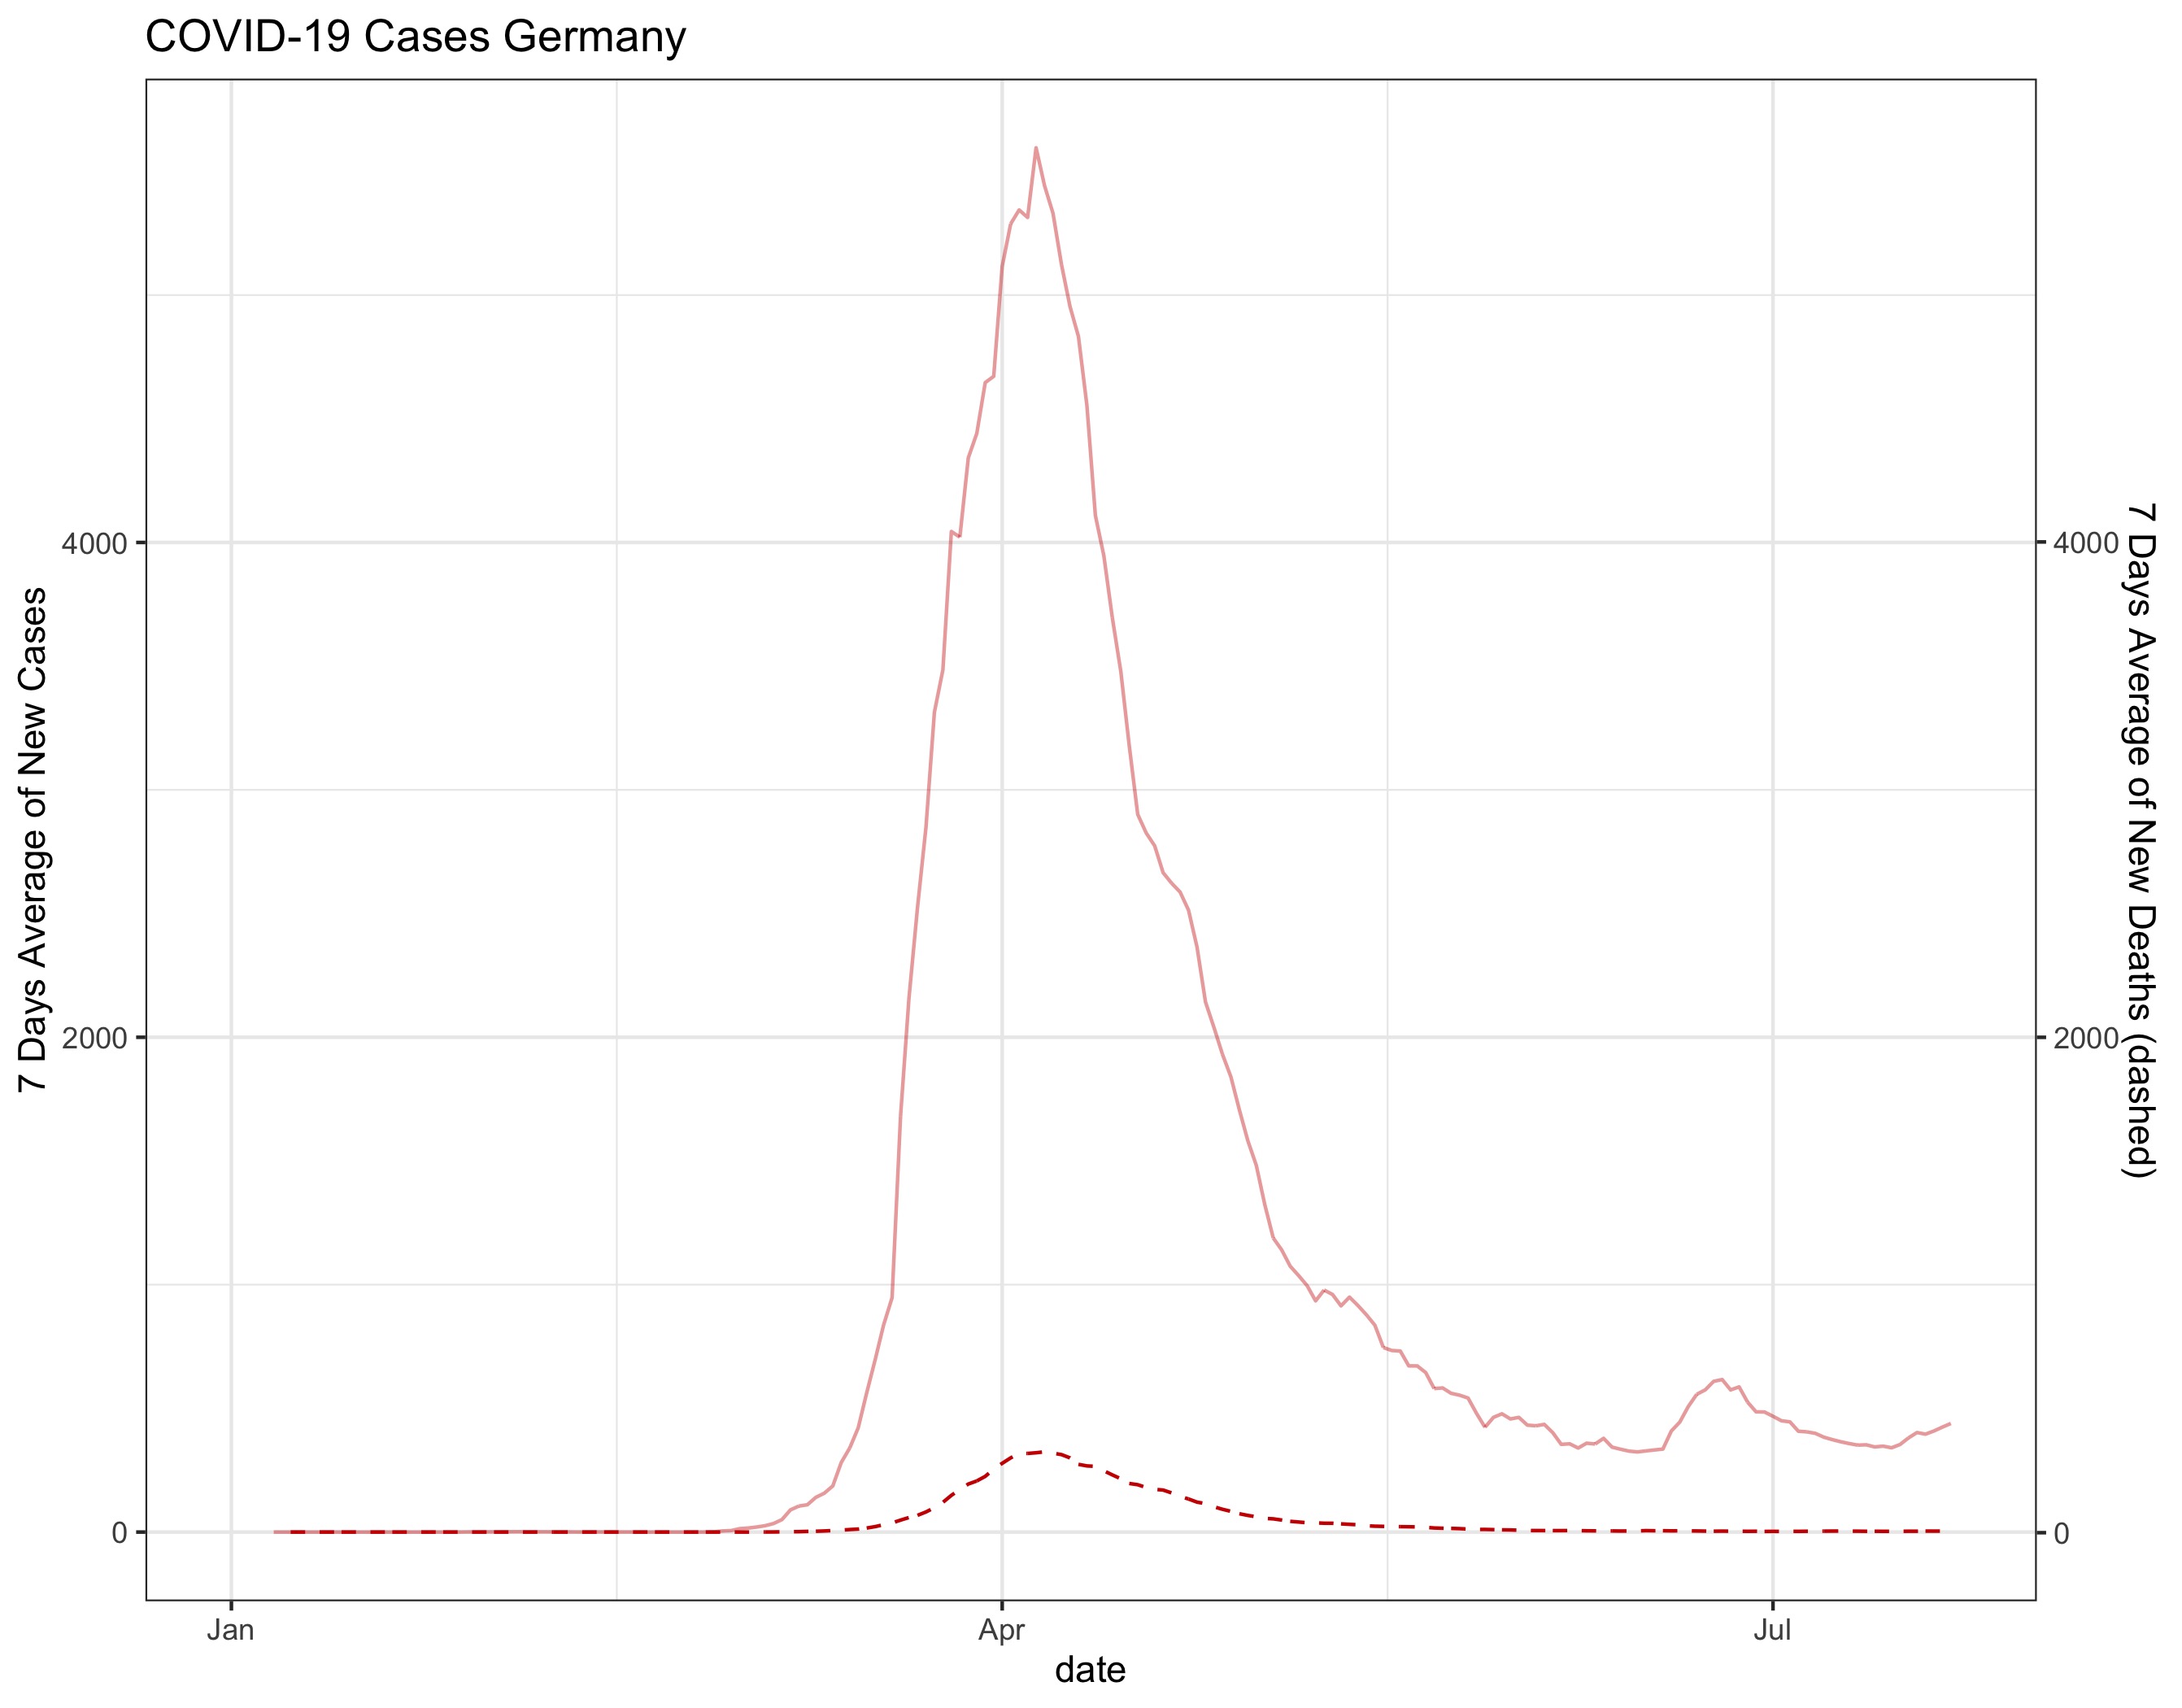 COVID-19 Cases Germany
7 Days Average of New Cases
4000
2000
0
4000
2000
0
7 Days Average of New Deaths (dashed)
Jan Apr Jul
date